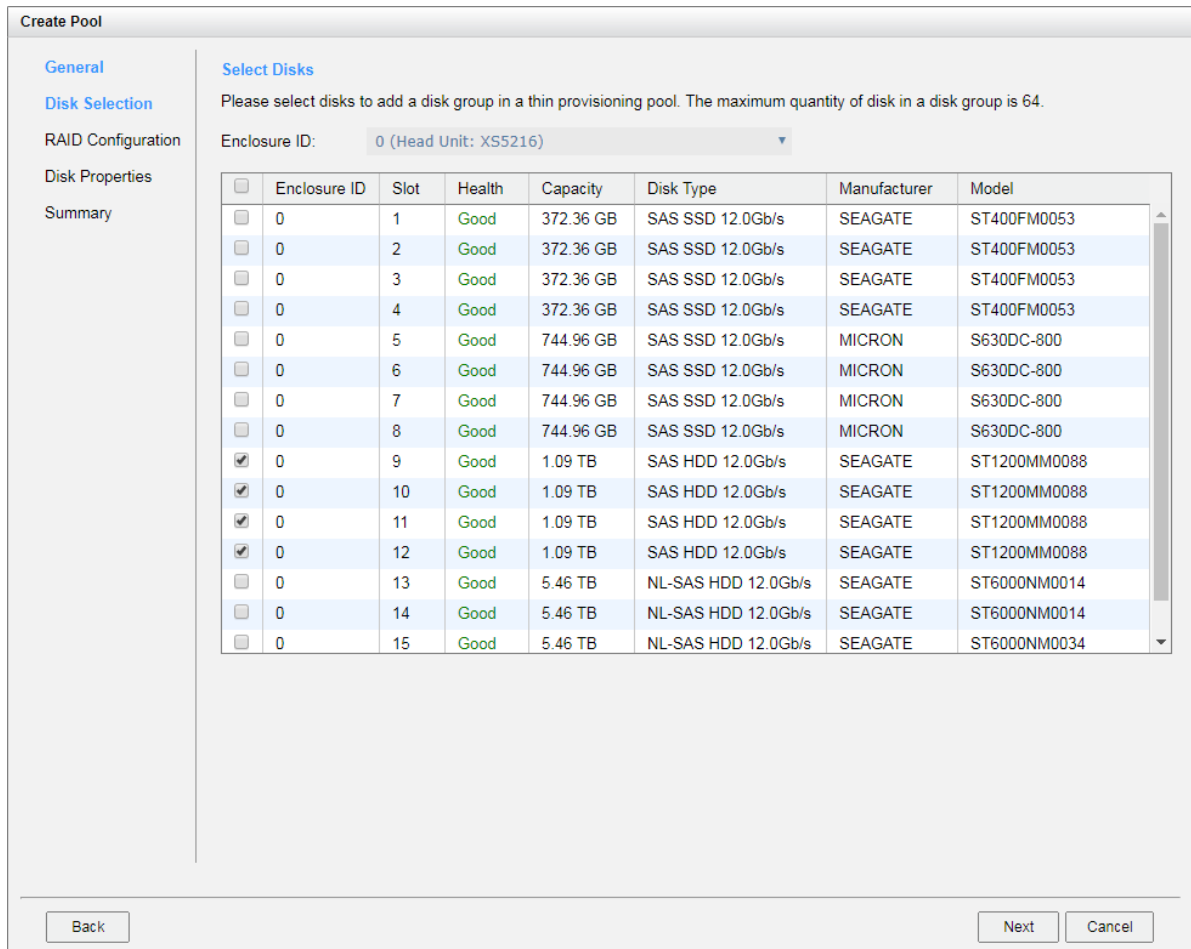 Create Pool
General
Disk Selection
RAID Configuration
Disk Properties
Summary
Select Disks
Please select disks to add a disk group in a thin provisioning pool. The maximum quantity of disk in a disk group is 64.
Enclosure ID: 0 (Head Unit: XS5216)
Enclosure ID Slot Health Capacity Disk Type Manufacturer Model
0 1 Good 372.36 GB SAS SSD 12.0Gb/s SEAGATE ST400FM0053
0 2 Good 372.36 GB SAS SSD 12.0Gb/s SEAGATE ST400FM0053
0 3 Good 372.36 GB SAS SSD 12.0Gb/s SEAGATE ST400FM0053
0 4 Good 372.36 GB SAS SSD 12.0Gb/s SEAGATE ST400FM0053
0 5 Good 744.96 GB SAS SSD 12.0Gb/s MICRON S630DC-800
0 6 Good 744.96 GB SAS SSD 12.0Gb/s MICRON S630DC-800
0 7 Good 744.96 GB SAS SSD 12.0Gb/s MICRON S630DC-800
0 8 Good 744.96 GB SAS SSD 12.0Gb/s MICRON S630DC-800
0 9 Good 1.09 TB SAS HDD 12.0Gb/s SEAGATE ST1200MM0088
0 10 Good 1.09 TB SAS HDD 12.0Gb/s SEAGATE ST1200MM0088
0 11 Good 1.09 TB SAS HDD 12.0Gb/s SEAGATE ST1200MM0088
0 12 Good 1.09 TB SAS HDD 12.0Gb/s SEAGATE ST1200MM0088
0 13 Good 5.46 TB NL-SAS HDD 12.0Gb/s SEAGATE ST6000NM0014
0 14 Good 5.46 TB NL-SAS HDD 12.0Gb/s SEAGATE ST6000NM0014
0 15 Good 5.46 TB NL-SAS HDD 12.0Gb/s SEAGATE ST6000NM0034
Back Next Cancel